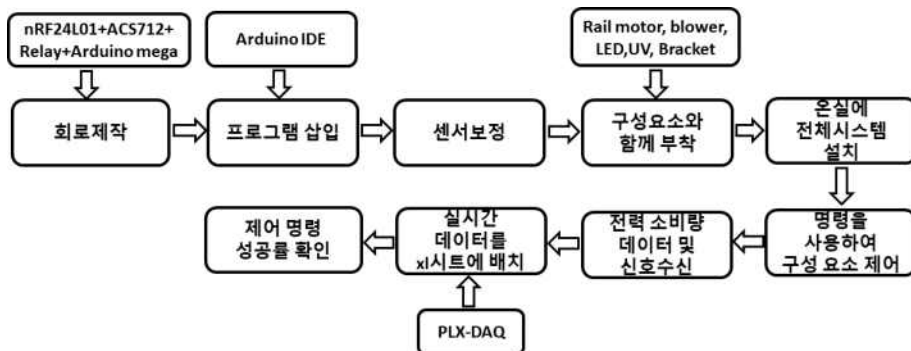 nRF24L01+ACS712+
Relay+Arduino mega
Arduino IDE
Rail motor, blower,
LED,UV, Bracket
회로제작
프로그램 삽입
센서보정
구성요소와
함께 부착
온실에
전체시스템
설치
명령을
사용하여
구성 요소 제어
전력 소비량
데이터 및
신호수신
실시간
데이터를
xl시트에 배치
제어 명령
성공률 확인
PLX-DAQ